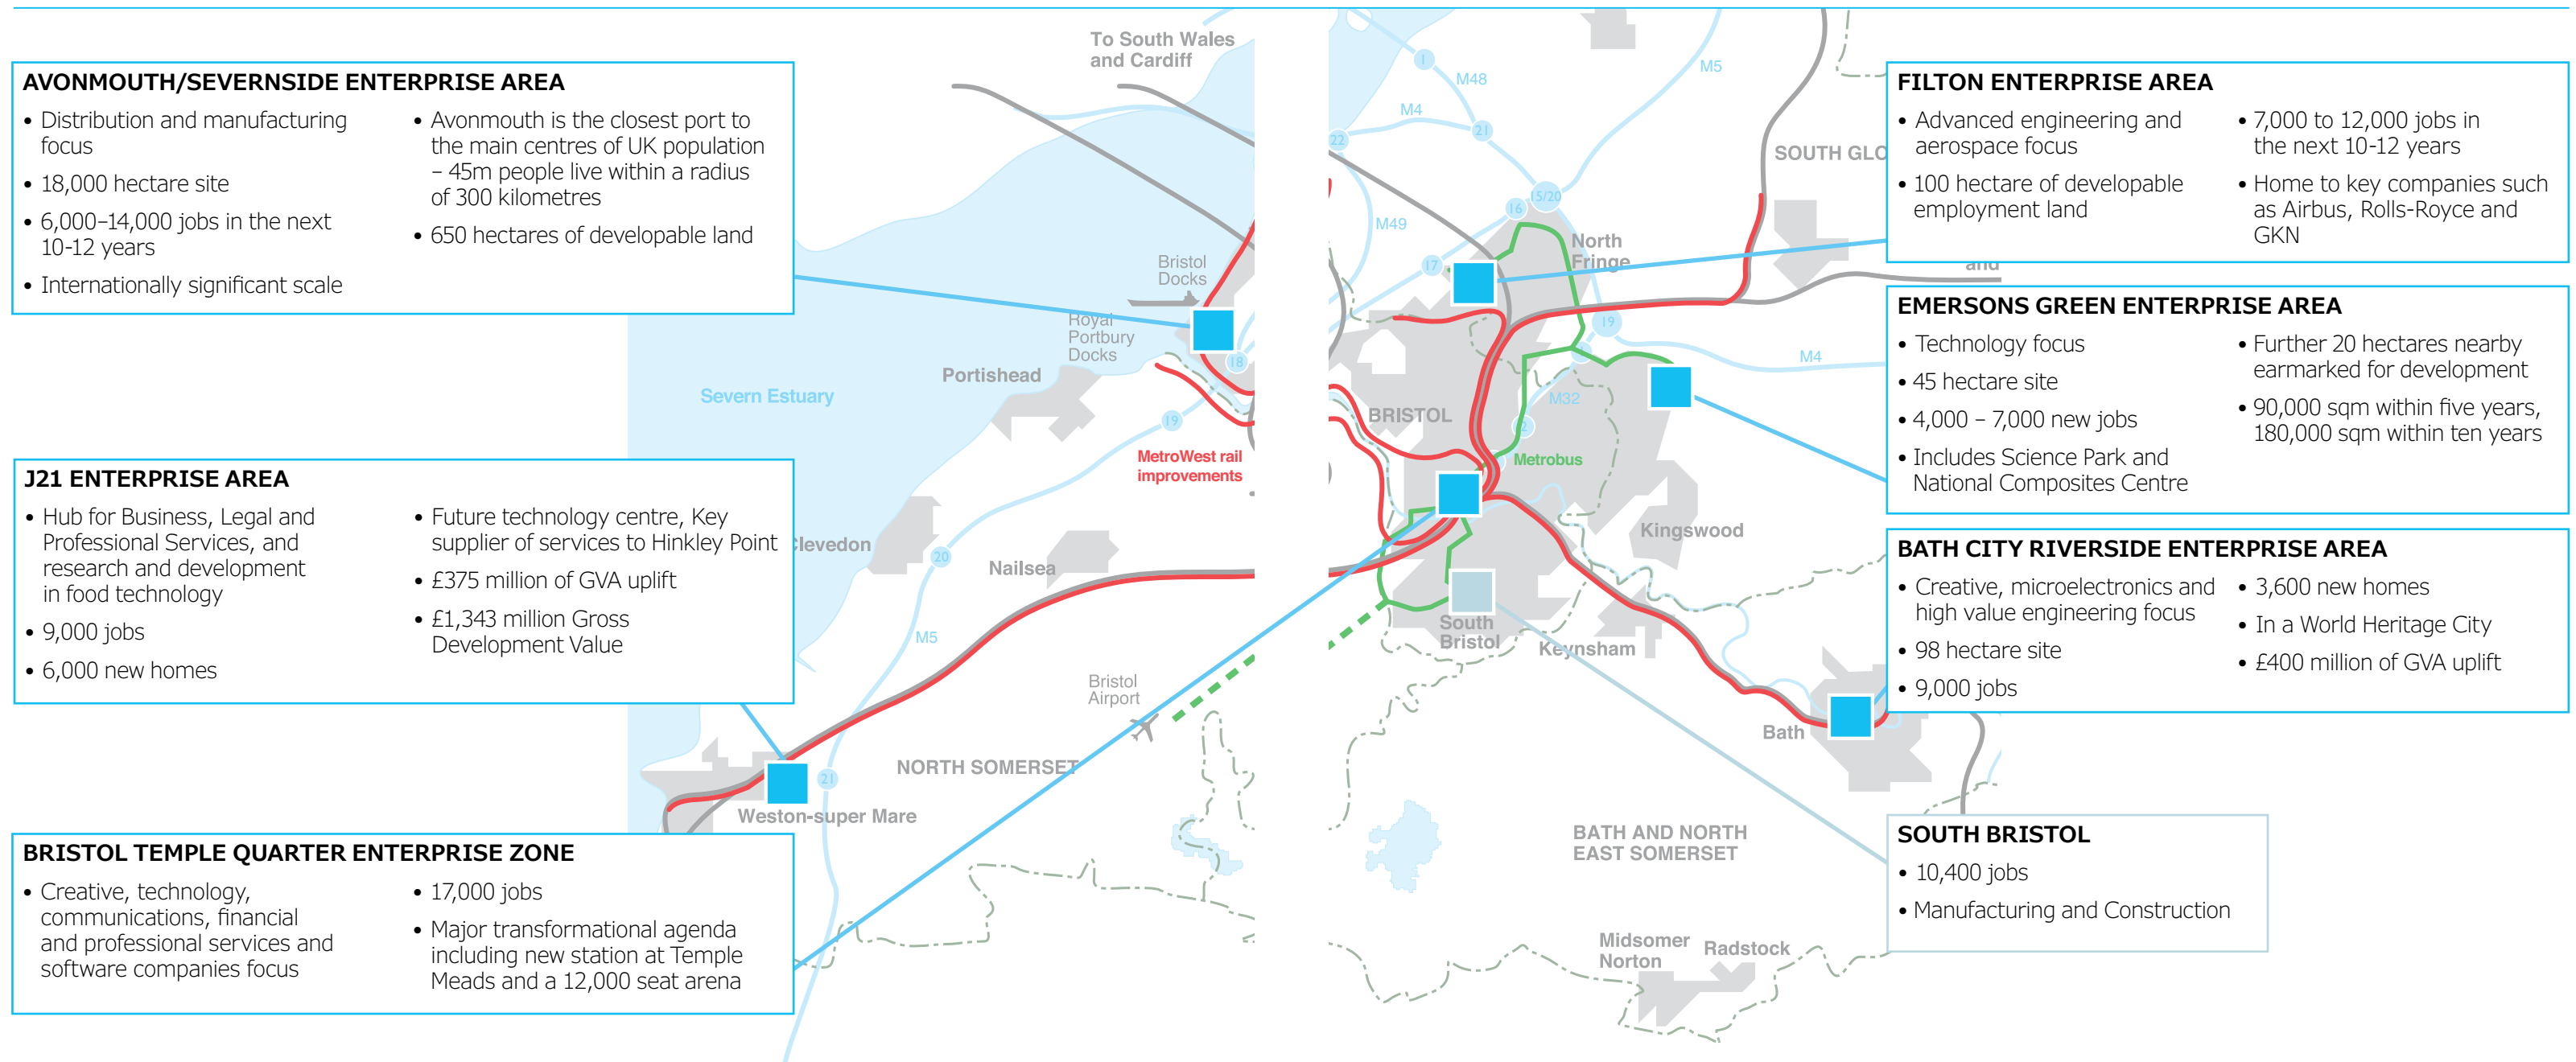 AVONMOUTH/SEVERNSIDE ENTERPRISE AREA
• Distribution and manufacturing
focus
• 18,000 hectare site
• 6,000–14,000 jobs in the next
10-12 years
• Internationally significant scale
• Avonmouth is the closest port to
the main centres of UK population
– 45m people live within a radius
of 300 kilometres
• 650 hectares of developable land
J21 ENTERPRISE AREA
• Hub for Business, Legal and
Professional Services, and
research and development
in food technology
• 9,000 jobs
• 6,000 new homes
• Future technology centre, Key
supplier of services to Hinkley Point
• £375 million of GVA uplift
• £1,343 million Gross
Development Value
BRISTOL TEMPLE QUARTER ENTERPRISE ZONE
• Creative, technology,
communications, financial
and professional services and
software companies focus
• 17,000 jobs
• Major transformational agenda
including new station at Temple
Meads and a 12,000 seat arena
To South Wales
and Cardiff
Bristol
Docks
Royal
Portbury
Docks
18
Portishead
Severn Estuary
19
MetroWest rail
improvements
Clevedon
20
Nailsea
M5
Bristol
Airport
NORTH SOMERSET
21
Weston-super Mare
1
M48
M5
M4
21
22
SOUTH GLO
15/20
16
M49
North
Fringe
17
and
19
M4
M32
BRISTOL
2
Metrobus
Kingswood
South
Bristol
Keynsham
Bath
BATH AND NORTH
EAST SOMERSET
Midsomer
Norton
Radstock
FILTON ENTERPRISE AREA
• Advanced engineering and
aerospace focus
• 100 hectare of developable
employment land
• 7,000 to 12,000 jobs in
the next 10-12 years
• Home to key companies such
as Airbus, Rolls-Royce and
GKN
EMERSONS GREEN ENTERPRISE AREA
• Technology focus
• 45 hectare site
• 4,000 – 7,000 new jobs
• Includes Science Park and
National Composites Centre
• Further 20 hectares nearby
earmarked for development
• 90,000 sqm within five years,
180,000 sqm within ten years
BATH CITY RIVERSIDE ENTERPRISE AREA
• Creative, microelectronics and
high value engineering focus
• 98 hectare site
• 9,000 jobs
• 3,600 new homes
• In a World Heritage City
• £400 million of GVA uplift
SOUTH BRISTOL
• 10,400 jobs
• Manufacturing and Construction